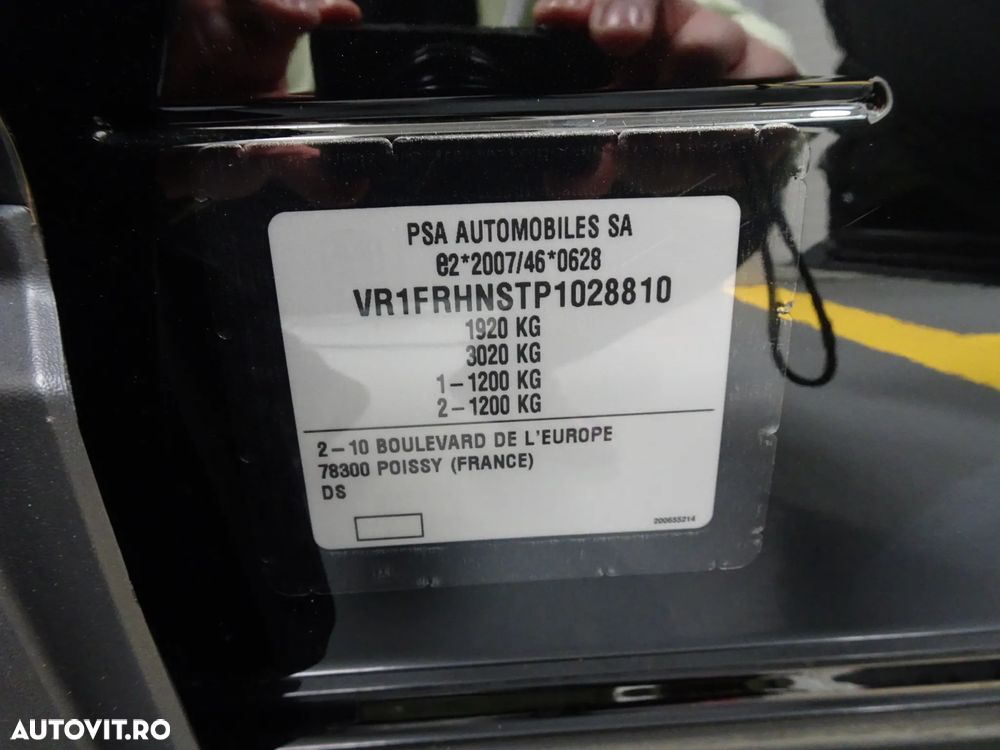 PSA AUTOMOBILES SA
e2*2007/46*0628
VR1FRHNSTP1028810
1920 KG
3020 KG
1-1200 KG
2-1200 KG
2-10 BOULEVARD DE L'EUROPE
78300 POISSY (FRANCE)
DS
200655214
AUTOVIT.RO